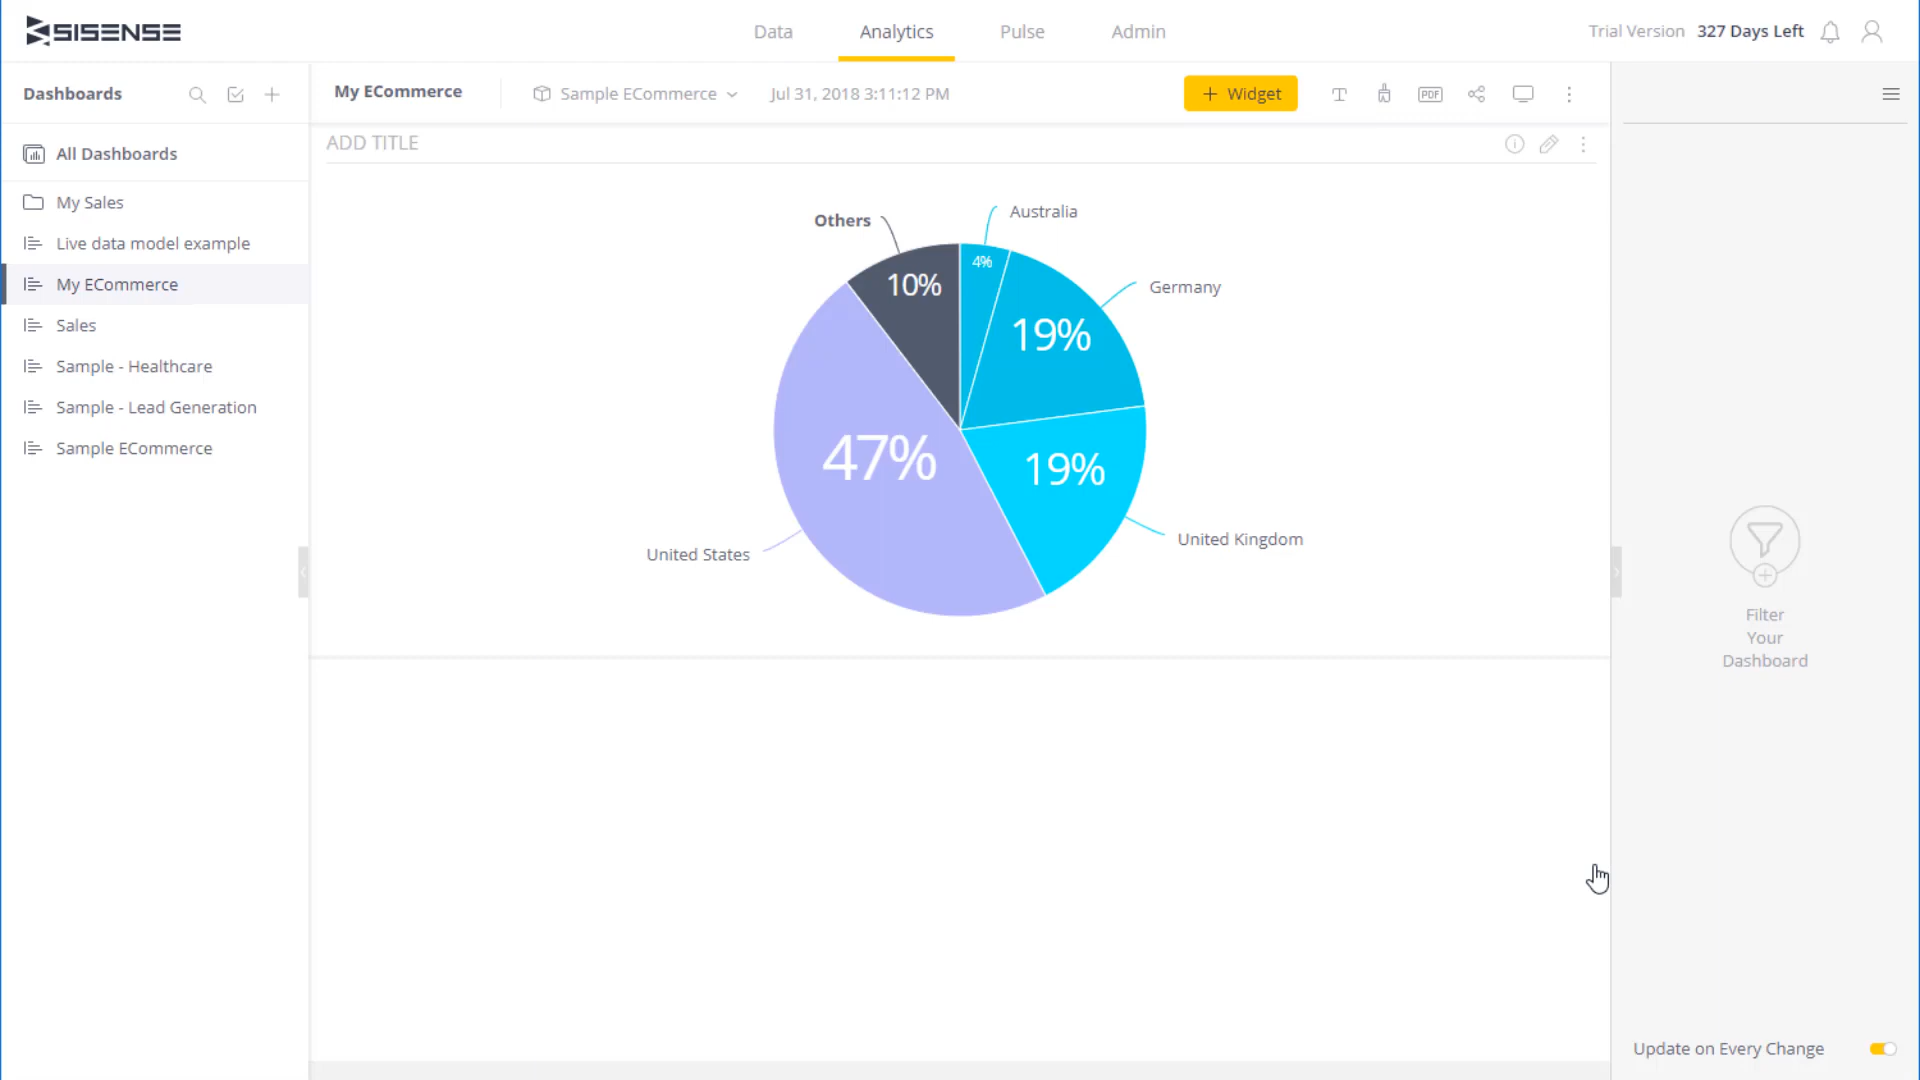 SISENSE
Data
Analytics
Pulse
Admin
Trial Version 327 Days Left
Dashboards
My ECommerce
Sample ECommerce
Jul 31, 2018 3:11:12 PM
+ Widget
PDF
ADD TITLE
All Dashboards
My Sales
Live data model example
My ECommerce
Sales
Sample - Healthcare
Sample - Lead Generation
Sample ECommerce
Others
Australia
4%
10%
Germany
19%
47%
19%
United Kingdom
United States
Filter
Your
Dashboard
Update on Every Change